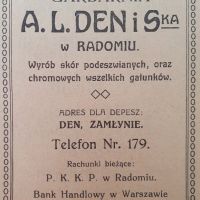 GARBARNIA
A. L. DEN i SKA
w RADOMIU.
Wyrób skór podeszwianych, oraz
chromowych wszelkich gatunków.
ADRES DLA DEPESZ:
DEN, ZAMŁYNIE.
Telefon Nr. 179.
Rachunki bieżące:
P. K. K. P. w Radomiu.
Bank Handlowy w Warszawie